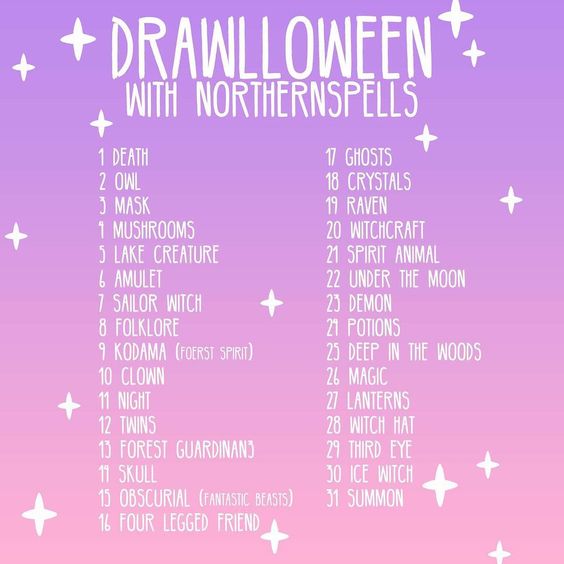 DRAWLLOWEEN
WITH NORTHERNSPELLS
1 DEATH
2 OWL
3 MASK
4 MUSHROOMS
5 LAKE CREATURE
6 AMULET
7 SAILOR WITCH
8 FOLKLORE
9 KODAMA (FOERST SPIRIT)
10 CLOWN
11 NIGHT
12 TWINS
13 FOREST GUARDINAN3
14 SKULL
15 OBSCURIAL (FANTASTIC BEASTS)
16 FOUR LEGGED FRIEND
17 GHOSTS
18 CRYSTALS
19 RAVEN
20 WITCHCRAFT
21 SPIRIT ANIMAL
22 UNDER THE MOON
23 DEMON
24 POTIONS
25 DEEP IN THE WOODS
26 MAGIC
27 LANTERNS
28 WITCH HAT
29 THIRD EYE
30 ICE WITCH
31 SUMMON